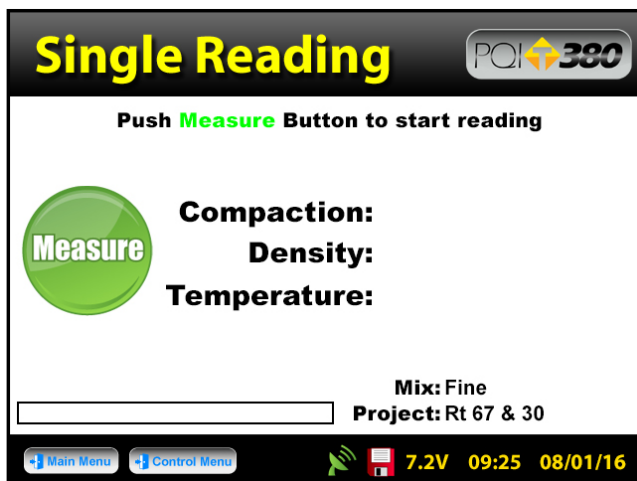 Single Reading PQI T 380
Push Measure Button to start reading
Compaction:
Measure
Density:
Temperature:
Mix: Fine
Project: Rt 67 & 30
Main Menu Control Menu 7.2V 09:25 08/01/16